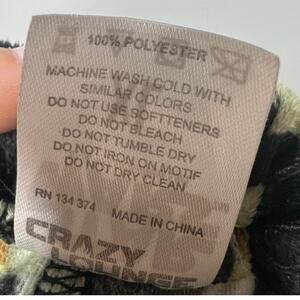 100% POLYESTER
MACHINE WASH COLD WITH
SIMILAR COLORS
DO NOT USE SOFTTENERS
DO NOT BLEACH
DO NOT TUMBLE DRY
DO NOT IRON ON MOTIF
DO NOT DRY CLEAN
RN 134 374 MADE IN CHINA
CRAZY
LOUNGE